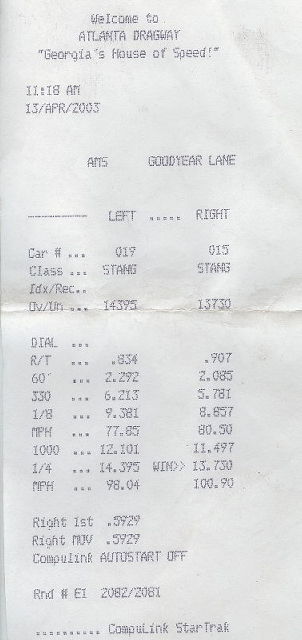 Welcome to
ATLANTA DRAGWAY
"Georgia's House of Speed!"
11:18 AM
13/APR/2003
AMS GOODYEAR LANE
---------- LEFT ..... RIGHT
Car # ... 019 015
Class ... STANG STANG
Idx/Rec..
Ov/Un ... 14395 13730
DIAL ...
R/T ... .834 .907
60' ... 2.292 2.085
330 ... 6.213 5.781
1/8 ... 9.381 8.857
MPH ... 77.85 80.50
1000 ... 12.101 11.497
1/4 ... 14.395 WIN>> 13.730
MPH ... 98.04 100.90
Right 1st .5929
Right MOV .5929
Compulink AUTOSTART OFF
Rnd # E1 2082/2081
.......... CompuLink StarTrak